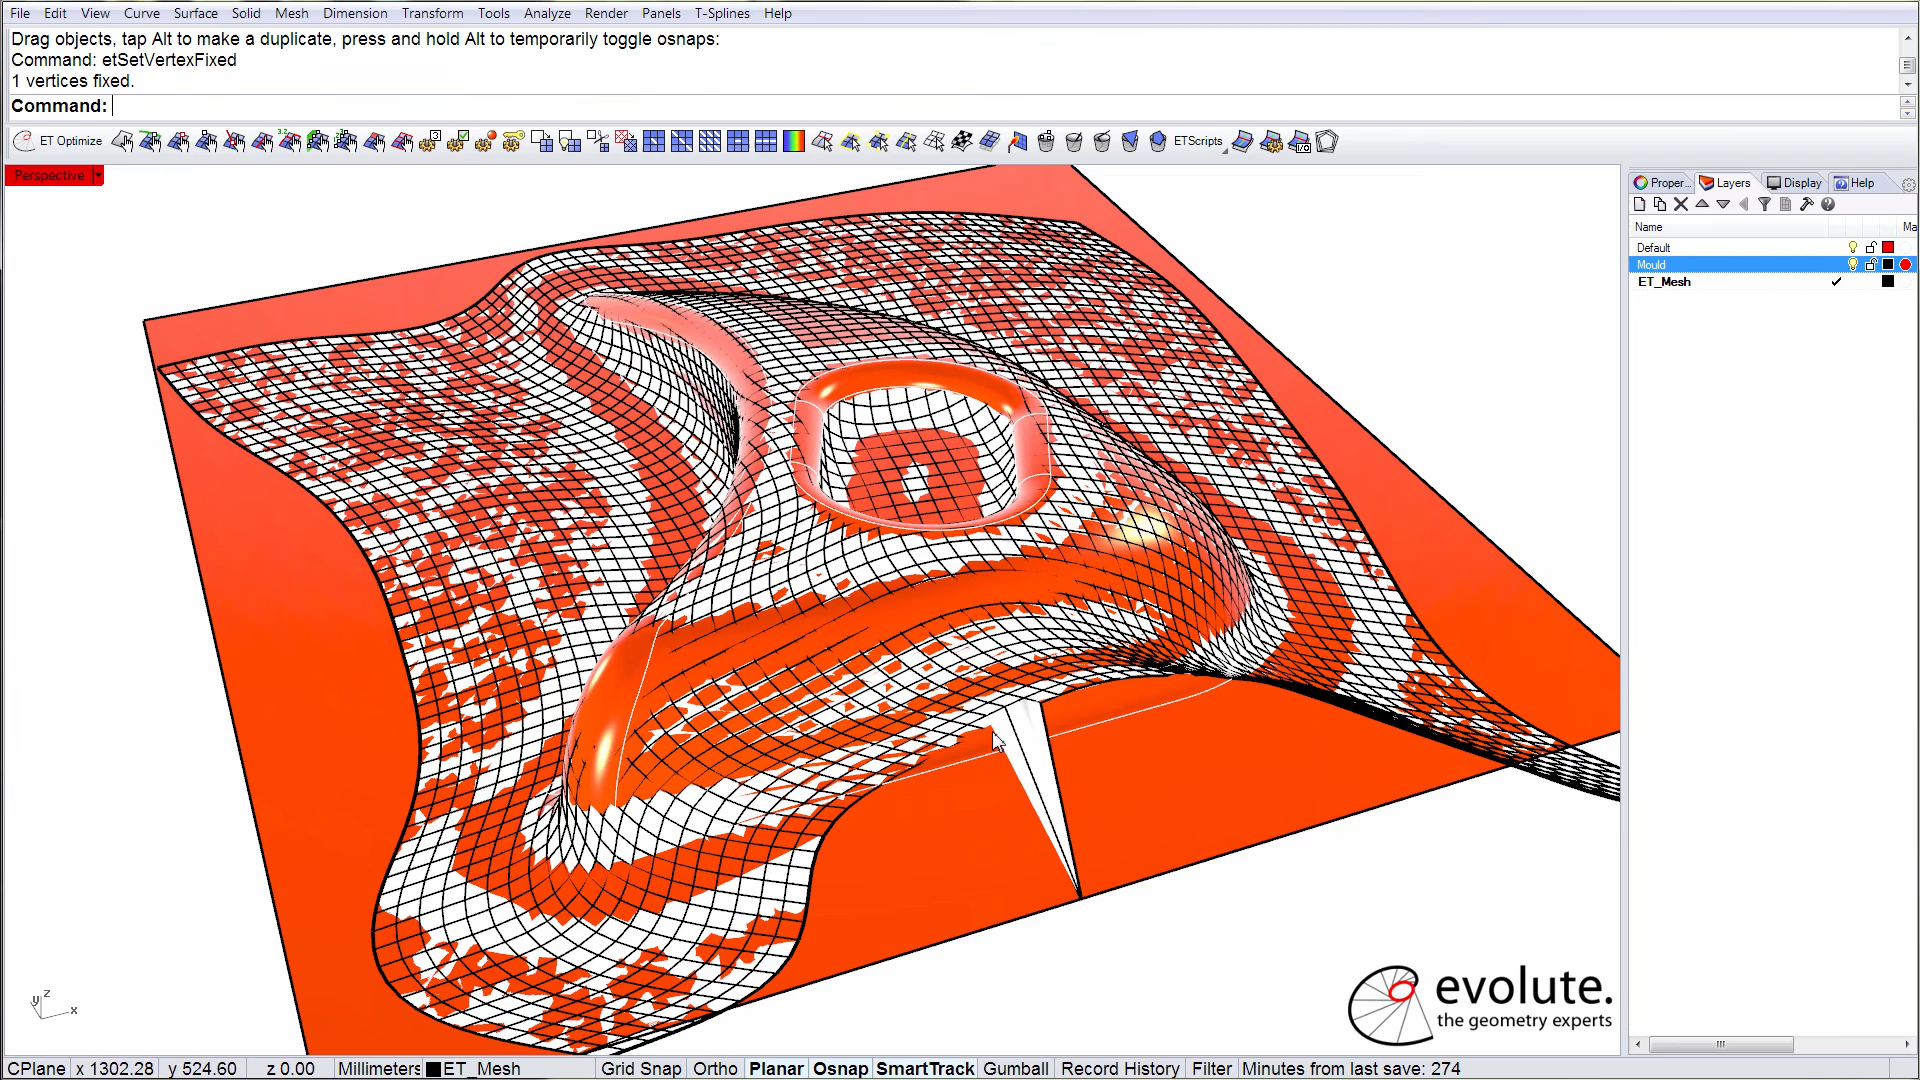 File Edit View Curve Surface Solid Mesh Dimension Transform Tools Analyze Render Panels T-Splines Help
Drag objects, tap Alt to make a duplicate, press and hold Alt to temporarily toggle osnaps:
Command: etSetVertexFixed
1 vertices fixed.
Command:
ET Optimize 3.2 3 ETScripts I/O
Perspective
Proper... Layers Display Help
Name Ma
Default
Mould
ET_Mesh
z
y
x
evolute.
the geometry experts
CPlane x 1302.28 y 524.60 z 0.00 Millimeters ET_Mesh Grid Snap Ortho Planar Osnap SmartTrack Gumball Record History Filter Minutes from last save: 274